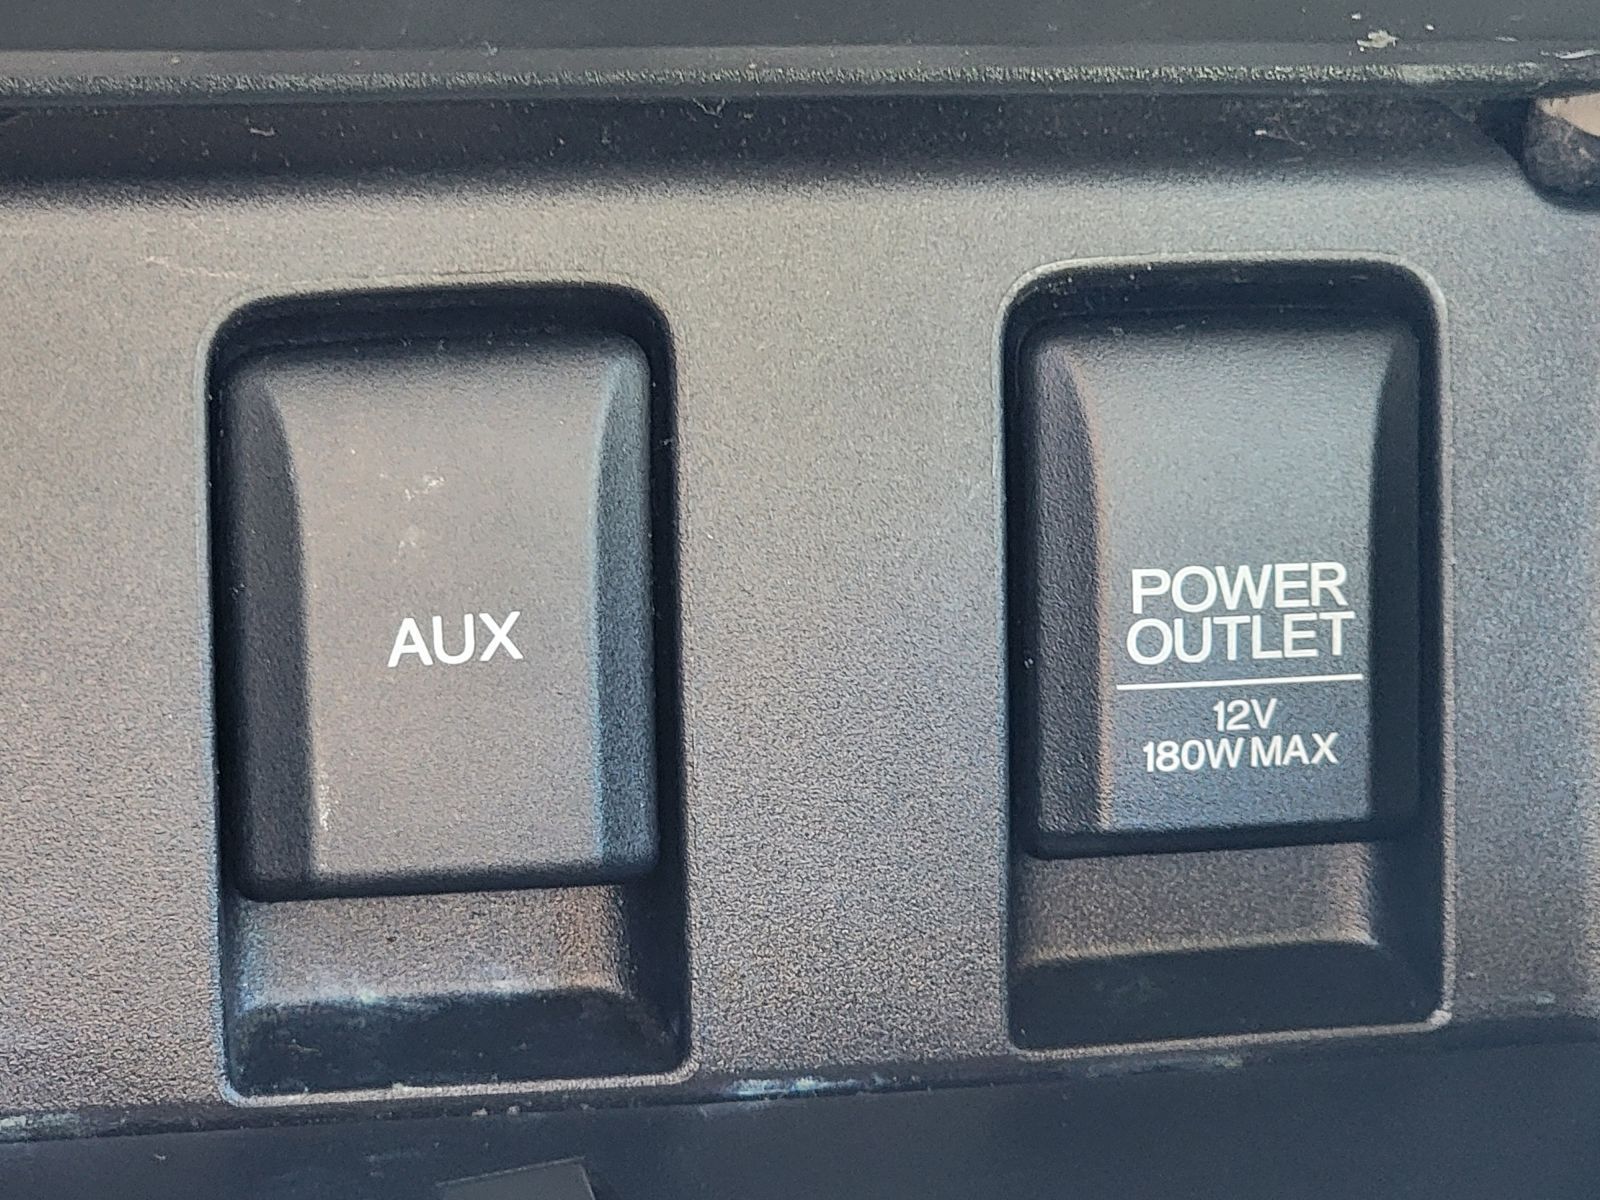 AUX
POWER
OUTLET
12V
180W MAX